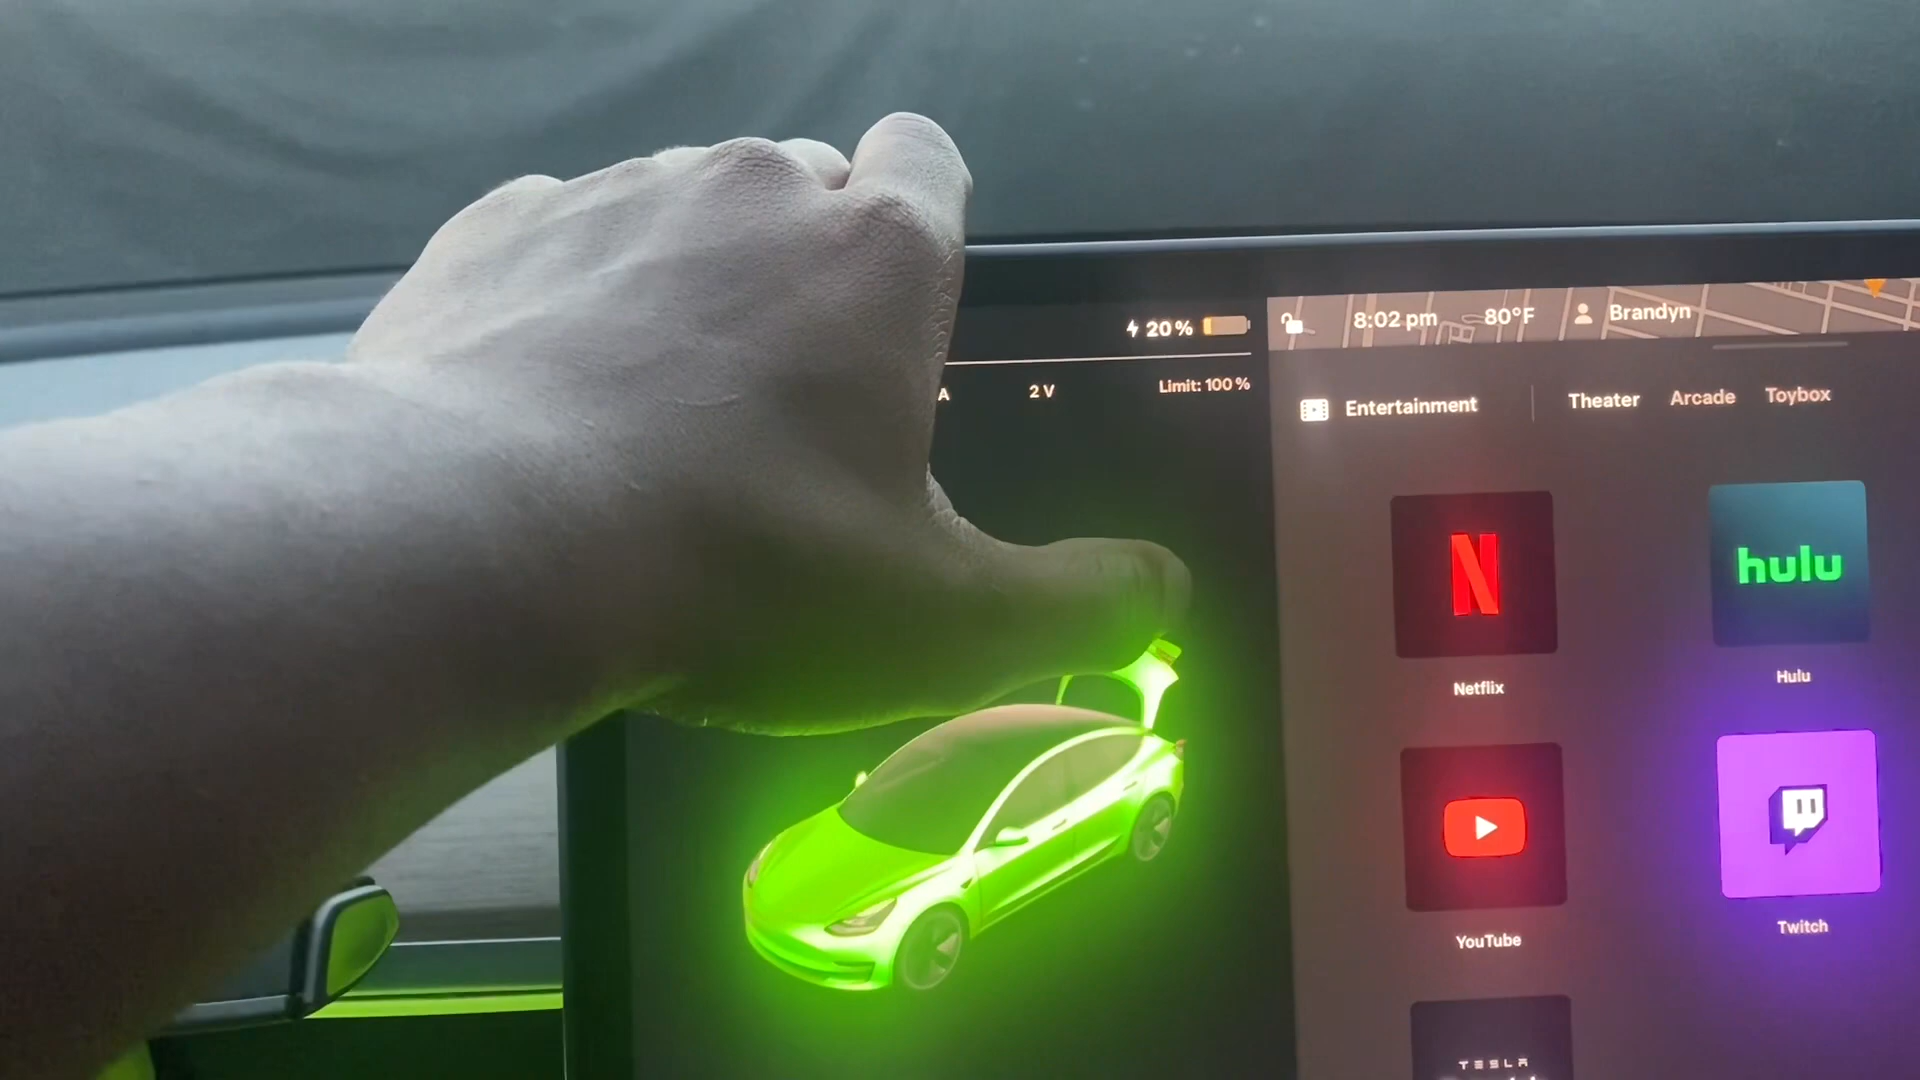 20%
8:02 pm
80°F
Brandyn
A
2 V
Limit: 100%
Entertainment
Theater
Arcade
Toybox
N
hulu
Netflix
Hulu
YouTube
Twitch
TESLA